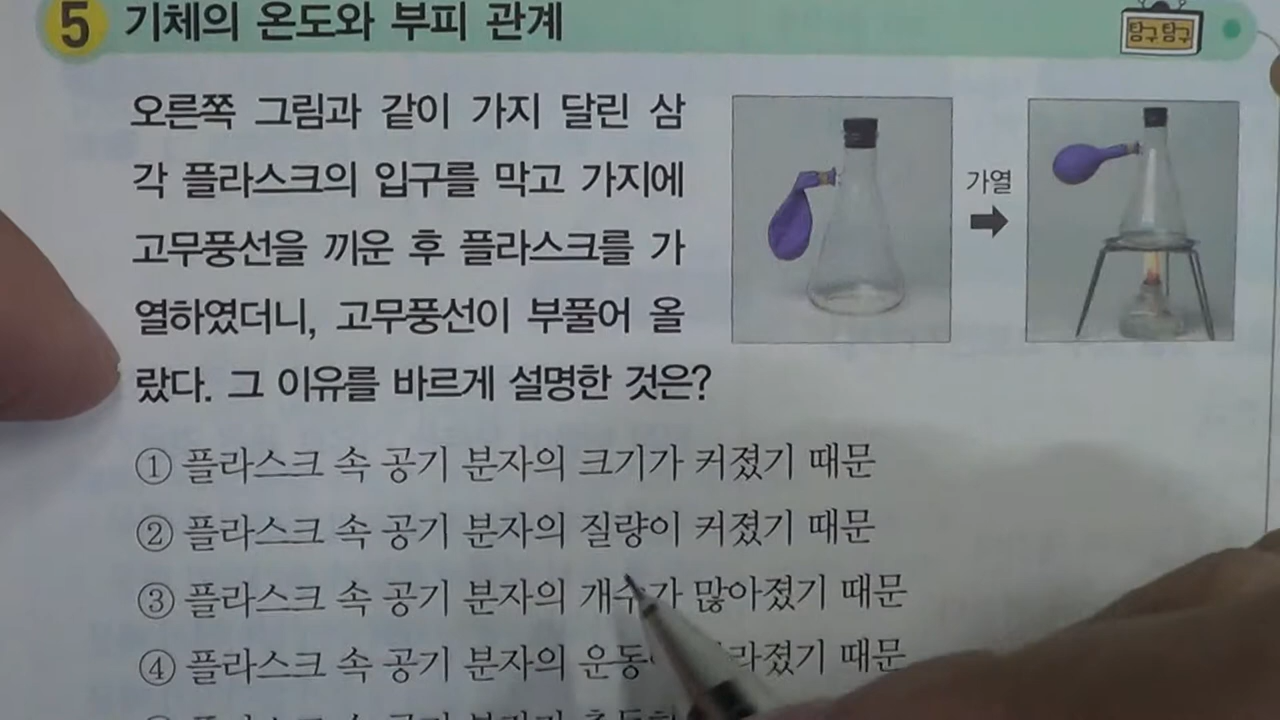 5 기체의 온도와 부피 관계
탐구 탐구
오른쪽 그림과 같이 가지 달린 삼
각 플라스크의 입구를 막고 가지에
고무풍선을 끼운 후 플라스크를 가
열하였더니, 고무풍선이 부풀어 올
랐다. 그 이유를 바르게 설명한 것은?
가열
① 플라스크 속 공기 분자의 크기가 커졌기 때문
② 플라스크 속 공기 분자의 질량이 커졌기 때문
③ 플라스크 속 공기 분자의 개수가 많아졌기 때문
④ 플라스크 속 공기 분자의 때문